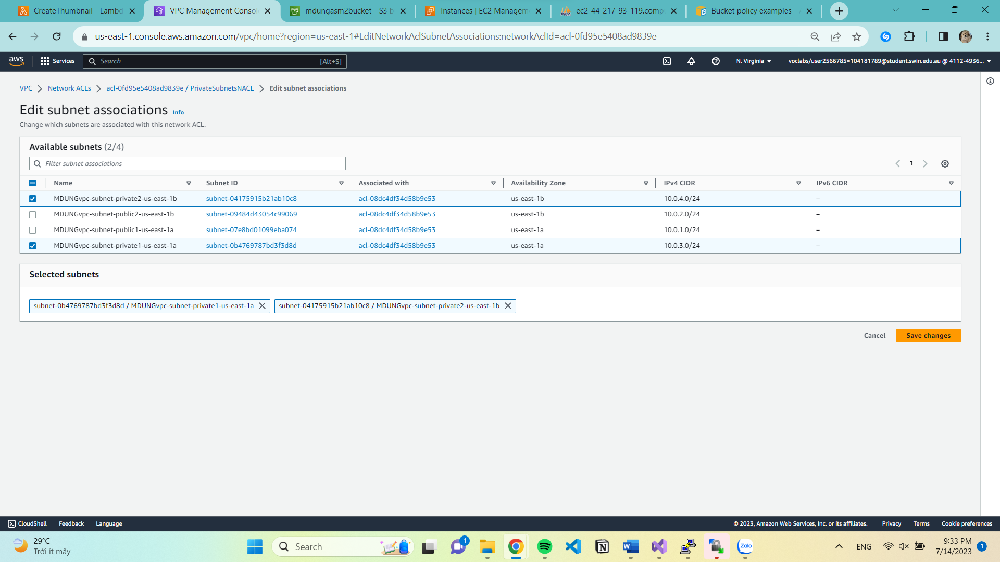 CreateThumbnail - Lambd
VPC Management Console
mdungasm2bucket - S3 b
Instances | EC2 Managem
ec2-44-217-93-119.comp
Bucket policy examples - A
us-east-1.console.aws.amazon.com/vpc/home?region=us-east-1#EditNetworkAclSubnetAssociations:networkAclId=acl-0fd95e5408ad9839e
aws
Services
Search
[Alt+S]
N. Virginia
voclabs/user2566785=104181789@student.swin.edu.au @ 4112-4936...
VPC
Network ACLs
acl-0fd95e5408ad9839e / PrivateSubnetsNACL
Edit subnet associations
Edit subnet associations Info
Change which subnets are associated with this network ACL.
Available subnets (2/4)
Filter subnet associations
1
Name Subnet ID Associated with Availability Zone IPv4 CIDR IPv6 CIDR
MDUNGvpc-subnet-private2-us-east-1b subnet-04175915b21ab10c8 acl-08dc4df34d58b9e53 us-east-1b 10.0.4.0/24 –
MDUNGvpc-subnet-public2-us-east-1b subnet-09484d43054c99069 acl-08dc4df34d58b9e53 us-east-1b 10.0.2.0/24 –
MDUNGvpc-subnet-public1-us-east-1a subnet-07e8bd01099eba074 acl-08dc4df34d58b9e53 us-east-1a 10.0.1.0/24 –
MDUNGvpc-subnet-private1-us-east-1a subnet-0b4769787bd3f3d8d acl-08dc4df34d58b9e53 us-east-1a 10.0.3.0/24 –
Selected subnets
subnet-0b4769787bd3f3d8d / MDUNGvpc-subnet-private1-us-east-1a
subnet-04175915b21ab10c8 / MDUNGvpc-subnet-private2-us-east-1b
Cancel
Save changes
CloudShell
Feedback
Language
© 2023, Amazon Web Services, Inc. or its affiliates.
Privacy
Terms
Cookie preferences
29°C
Trời ít mây
Search
1
Zalo
ENG
9:33 PM
7/14/2023
1